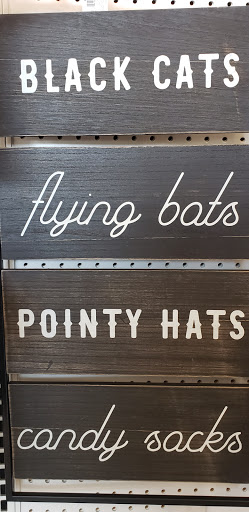 BLACK CATS
flying bats
POINTY HATS
candy sacks